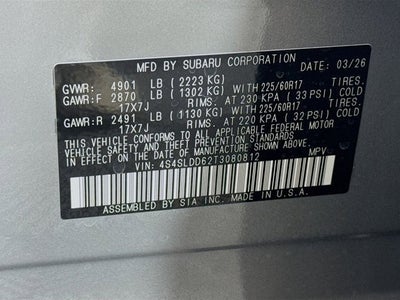 MFD BY SUBARU CORPORATION DATE: 03/26
GVWR: 4901 LB (2223 KG)
GAWR:F 2870 LB (1302 KG) WITH 225/60R17 TIRES.
17X7J RIMS. AT 230 KPA (33 PSI) COLD
GAWR:R 2491 LB (1130 KG) WITH 225/60R17 TIRES.
17X7J RIMS. AT 220 KPA (32 PSI) COLD
THIS VEHICLE CONFORMS TO ALL APPLICABLE FEDERAL MOTOR
VEHICLE SAFETY AND THEFT PREVENTION STANDARDS IN EFFECT
ON THE DATE OF MANUFACTURE SHOWN ABOVE.
VIN: 4S4SLDD62T3080812 MPV
ASSEMBLED BY SIA INC. MADE IN U.S.A.